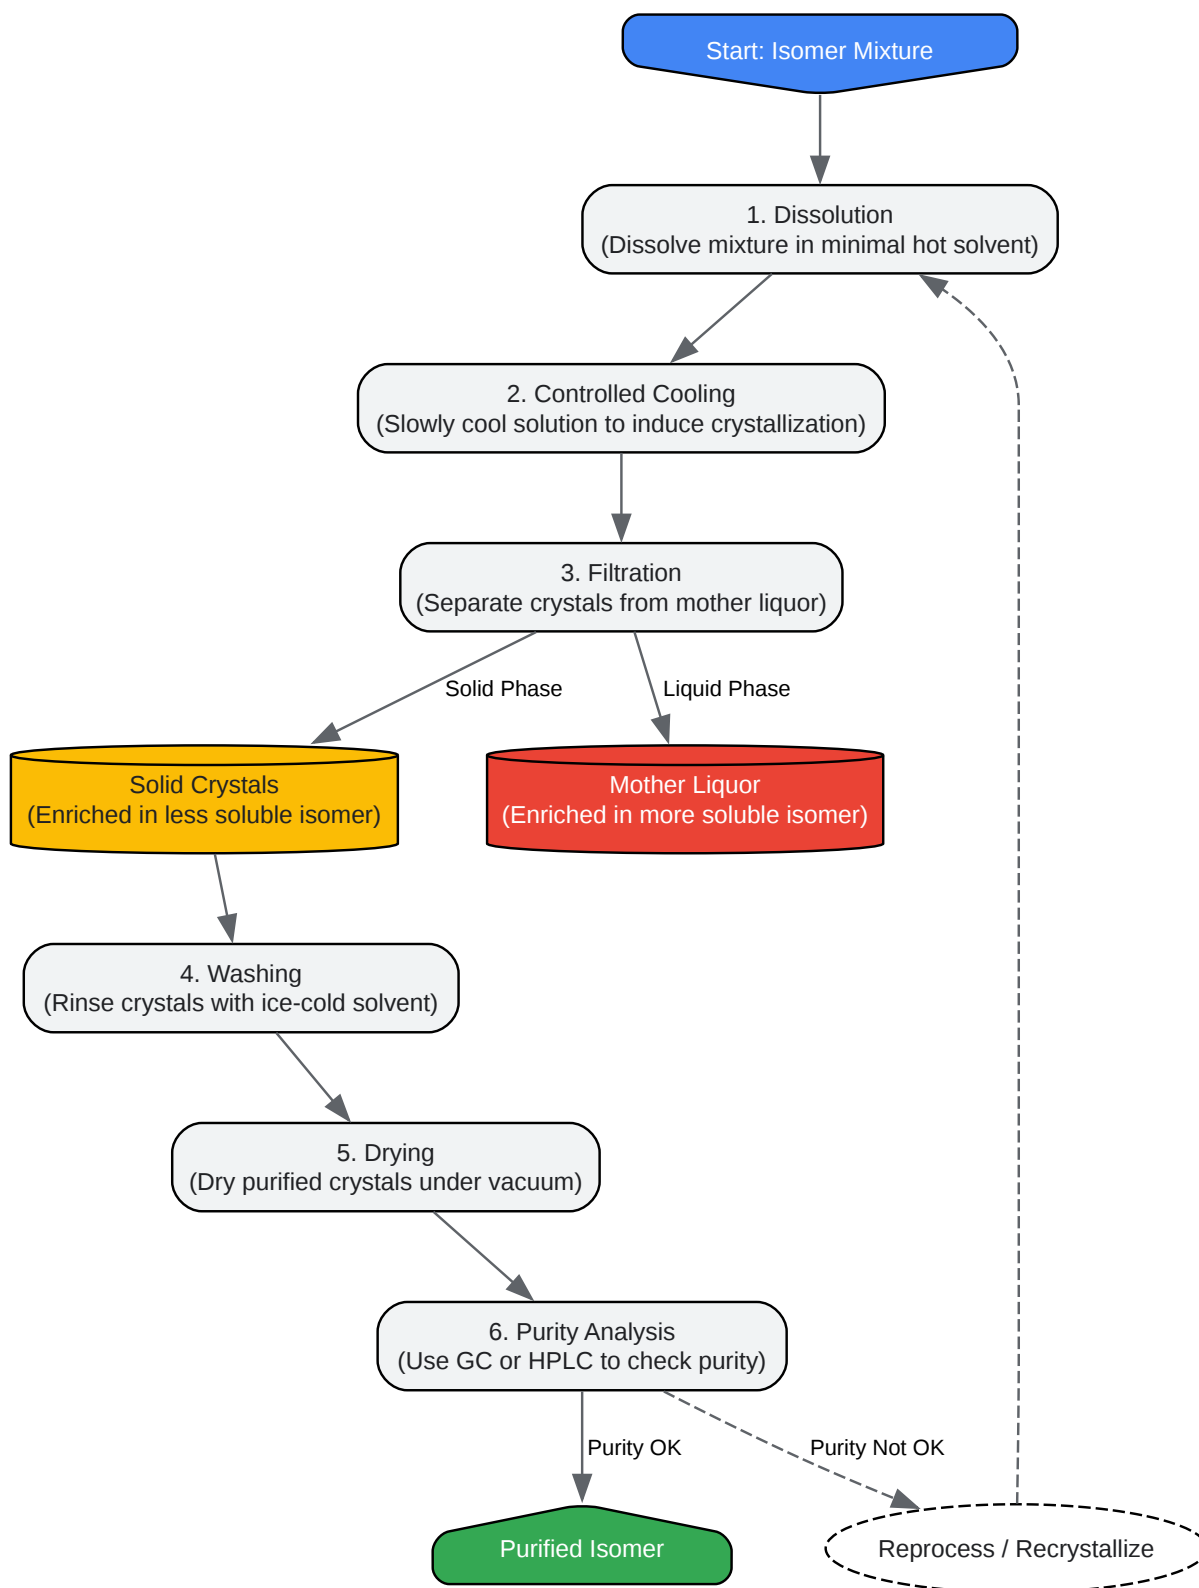 Start: Isomer Mixture
1. Dissolution
(Dissolve mixture in minimal hot solvent)
2. Controlled Cooling
(Slowly cool solution to induce crystallization)
3. Filtration
(Separate crystals from mother liquor)
Solid Phase
Liquid Phase
Solid Crystals
(Enriched in less soluble isomer)
Mother Liquor
(Enriched in more soluble isomer)
4. Washing
(Rinse crystals with ice-cold solvent)
5. Drying
(Dry purified crystals under vacuum)
6. Purity Analysis
(Use GC or HPLC to check purity)
Purity OK
Purity Not OK
Purified Isomer
Reprocess / Recrystallize